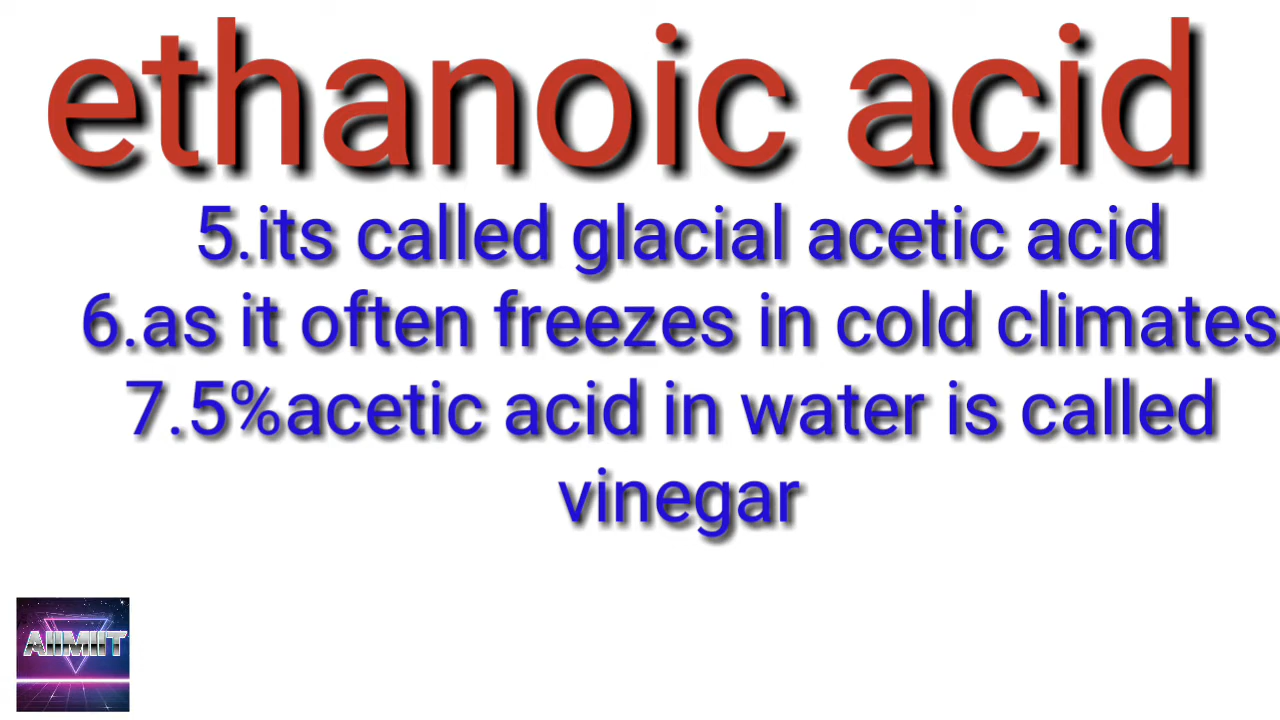 ethanoic acid
5.its called glacial acetic acid
6.as it often freezes in cold climates
7.5%acetic acid in water is called
vinegar
AIIMIIT